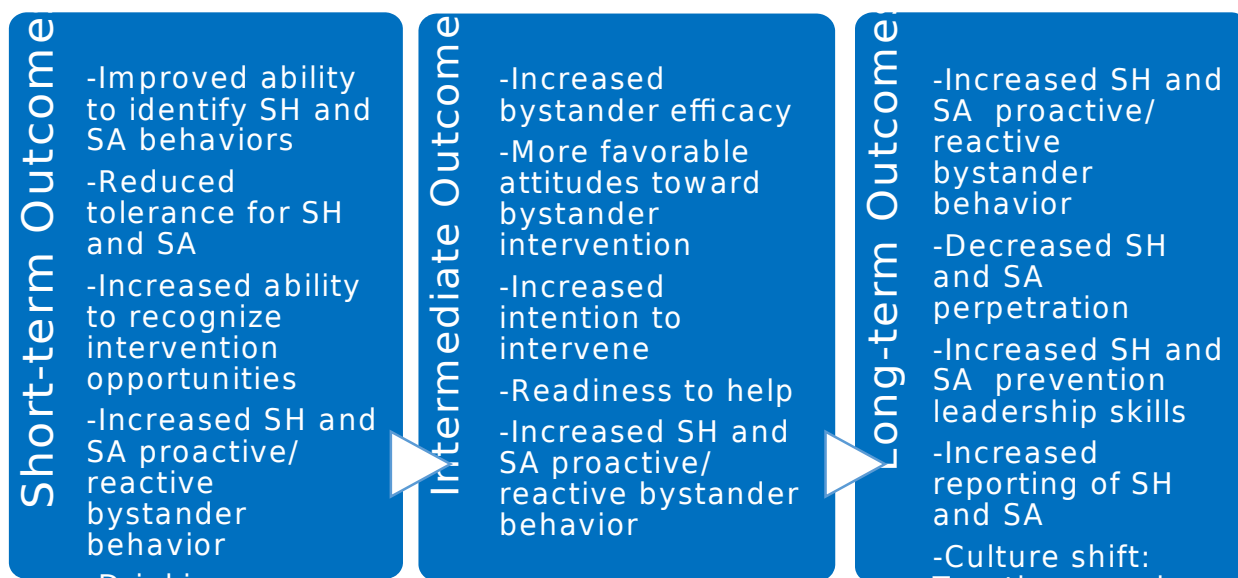 Short-term Outcomes
-Improved ability
to identify SH and
SA behaviors
-Reduced
tolerance for SH
and SA
-Increased ability
to recognize
intervention
opportunities
-Increased SH and
SA proactive/
reactive
bystander
behavior
Intermediate Outcome
-Increased
bystander efficacy
-More favorable
attitudes toward
bystander
intervention
-Increased
intention to
intervene
-Readiness to help
-Increased SH and
SA proactive/
reactive bystander
behavior
Long-term Outcomes
-Increased SH and
SA proactive/
reactive
bystander
behavior
-Decreased SH
and SA
perpetration
-Increased SH and
SA prevention
leadership skills
-Increased
reporting of SH
and SA
-Culture shift: